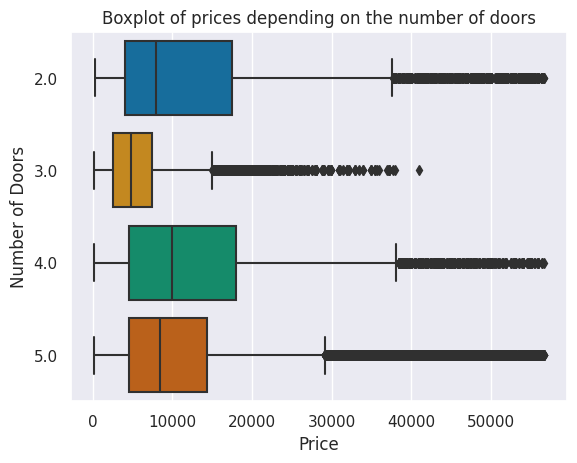 Boxplot of prices depending on the number of doors
Number of Doors
2.0
3.0
4.0
5.0
0 10000 20000 30000 40000 50000
Price